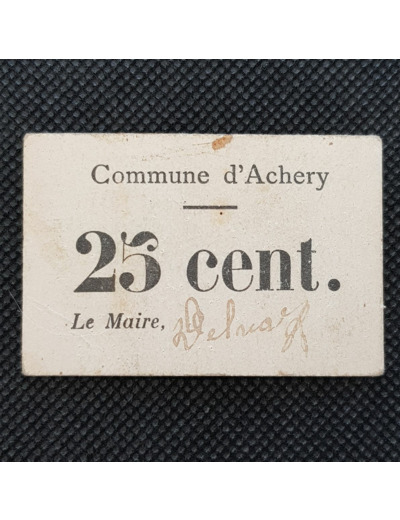 Commune d'Achery
25 cent.
Le Maire,